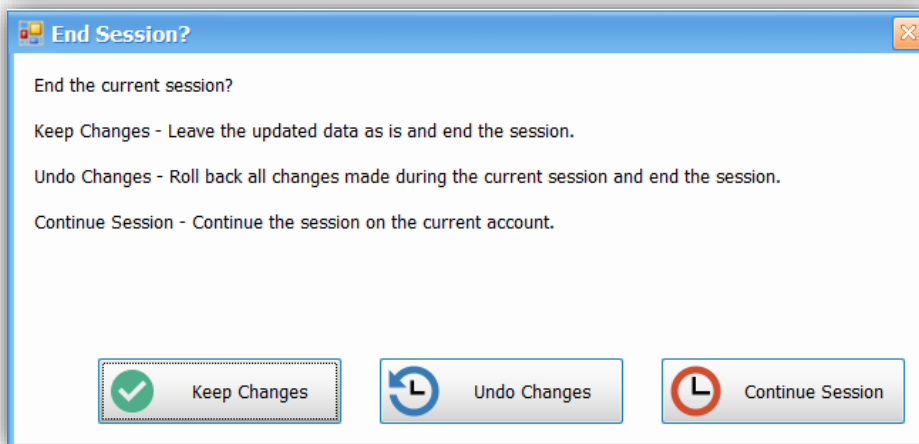 End Session?
End the current session?
Keep Changes - Leave the updated data as is and end the session.
Undo Changes - Roll back all changes made during the current session and end the session.
Continue Session - Continue the session on the current account.
Keep Changes
Undo Changes
Continue Session